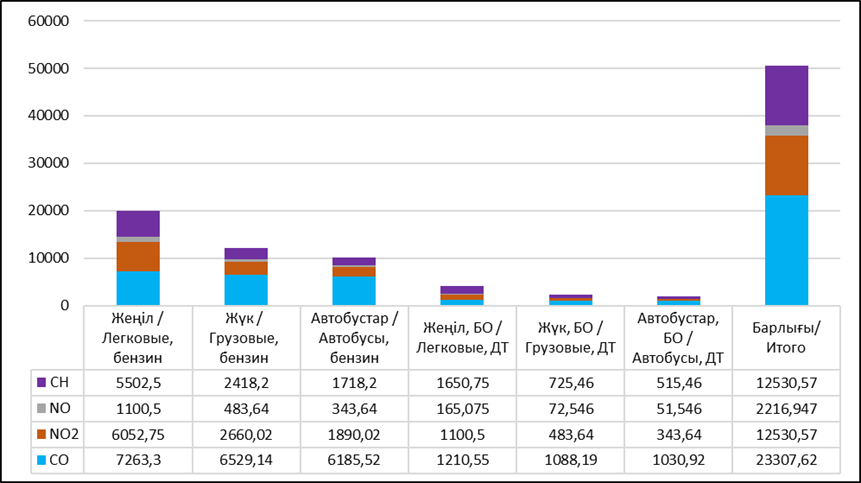 60000
50000
40000
30000
20000
10000
0
Жеңіл / Легковые, бензин
Жүк / Грузовые, бензин
Автобустар / Автобусы, бензин
Жеңіл, БО / Легковые, ДТ
Жүк, БО / Грузовые, ДТ
Автобустар, БО / Автобусы, ДТ
Барлығы/ Итого
CH 5502,5 2418,2 1718,2 1650,75 725,46 515,46 12530,57
NO 1100,5 483,64 343,64 165,075 72,546 51,546 2216,947
NO2 6052,75 2660,02 1890,02 1100,5 483,64 343,64 12530,57
CO 7263,3 6529,14 6185,52 1210,55 1088,19 1030,92 23307,62